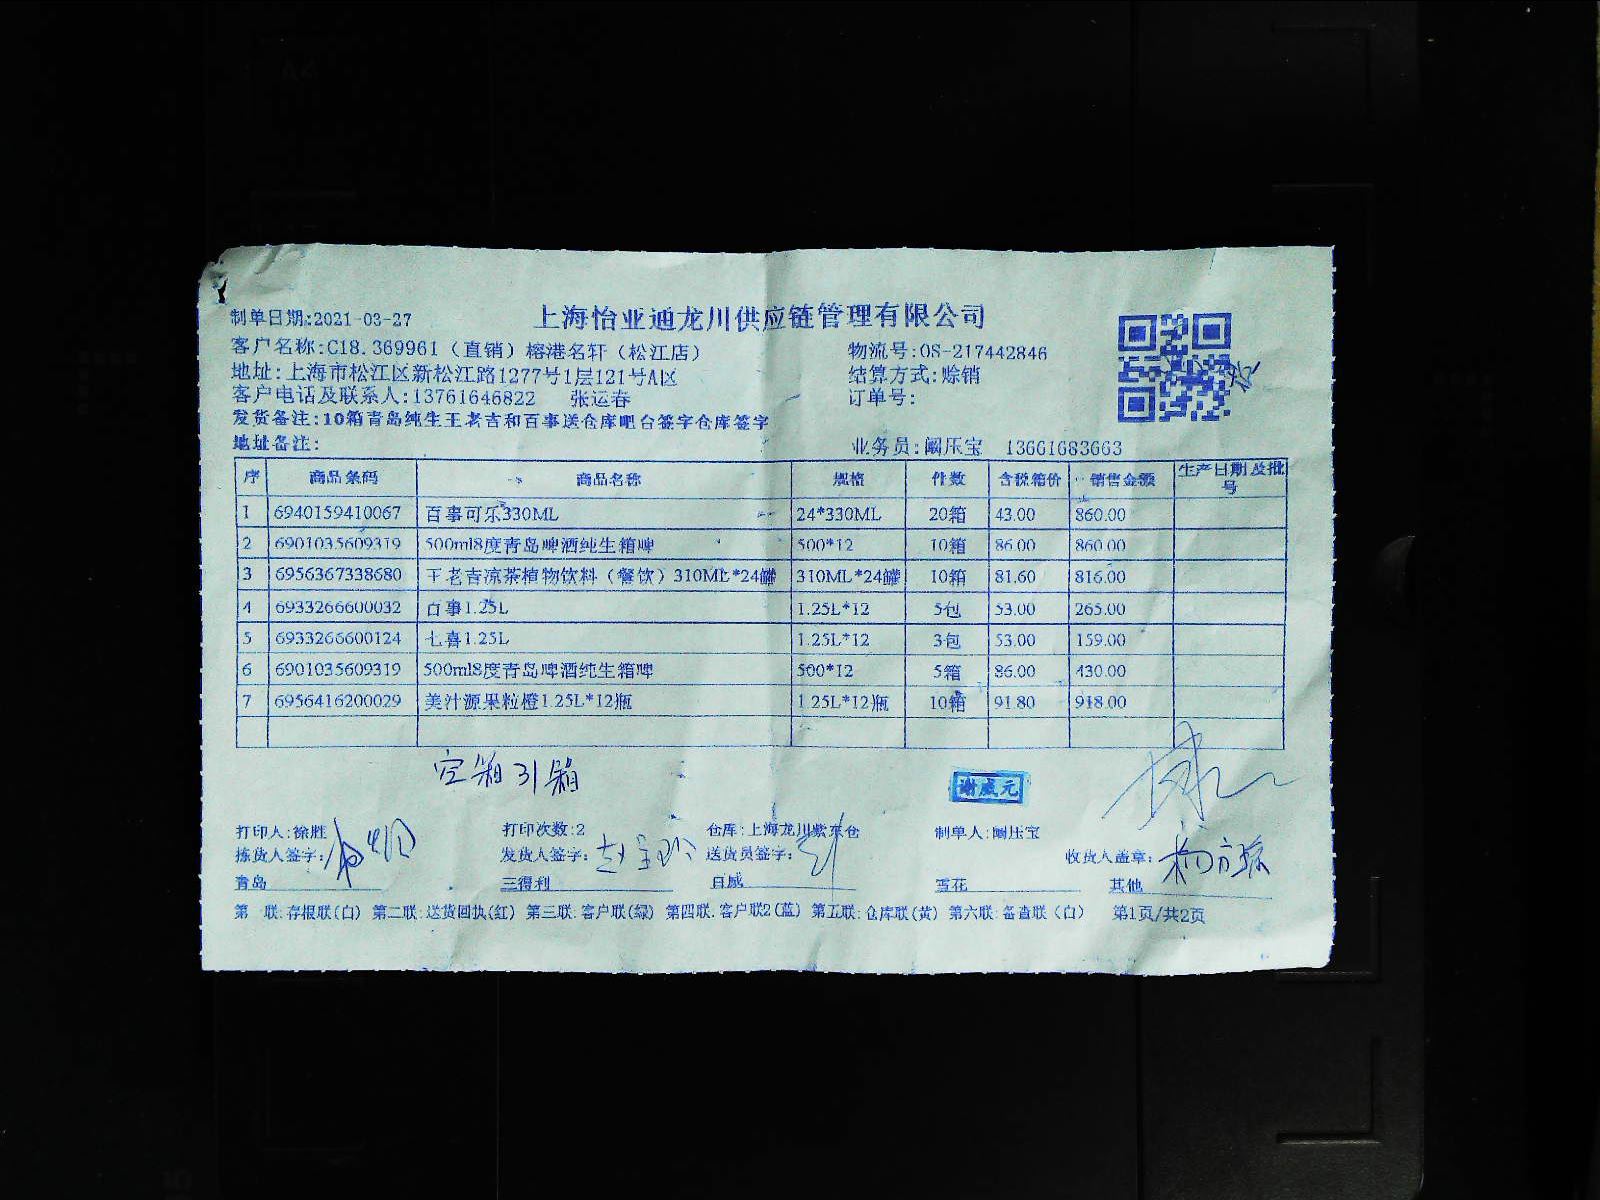 上海怡亚迪龙川供应链管理有限公司
制单日期:2021-03-27
客户名称:C18.369961（直销）榕港名轩（松江店） 物流号:OS-217442846
地址:上海市松江区新松江路1277号1层121号A区 结算方式:赊销
客户电话及联系人:13761646822 张运春 订单号:
发货备注:10箱青岛纯生王老吉和百事送仓库吧台签字仓库签字
地址备注: 业务员:阚压宝 13661683663
序 商品条码 商品名称 规格 件数 含税箱价 销售金额 生产日期及批号
1 6940159410067 百事可乐330ML 24*330ML 20箱 43.00 860.00
2 6901035609319 500ml8度青岛啤酒纯生箱啤 500*12 10箱 86.00 860.00
3 6956367338680 王老吉凉茶植物饮料（餐饮）310ML*24罐 310ML*24罐 10箱 81.60 816.00
4 6933266600032 百事1.25L 1.25L*12 5包 53.00 265.00
5 6933266600124 七喜1.25L 1.25L*12 3包 53.00 159.00
6 6901035609319 500ml8度青岛啤酒纯生箱啤 500*12 5箱 86.00 430.00
7 6956416200029 美汁源果粒橙1.25L*12瓶 1.25L*12瓶 10箱 91.80 918.00
空箱31箱
谢威元
打印人:徐胜 打印次数:2 仓库:上海龙川紫东仓 制单人:阚压宝
拣货人签字: 发货人签字: 送货员签字: 收货人盖章:
青岛 三得利 百威 雪花 其他
第一联:存根联(白) 第二联:送货回执(红) 第三联:客户联(绿) 第四联:客户联2(蓝) 第五联:仓库联(黄) 第六联:备查联(白) 第1页/共2页